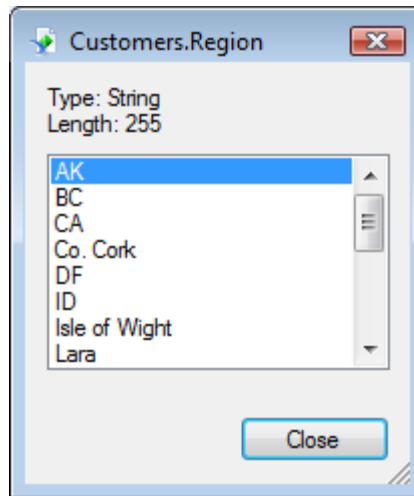 Customers.Region
Type: String
Length: 255
AK
BC
CA
Co. Cork
DF
ID
Isle of Wight
Lara
Close